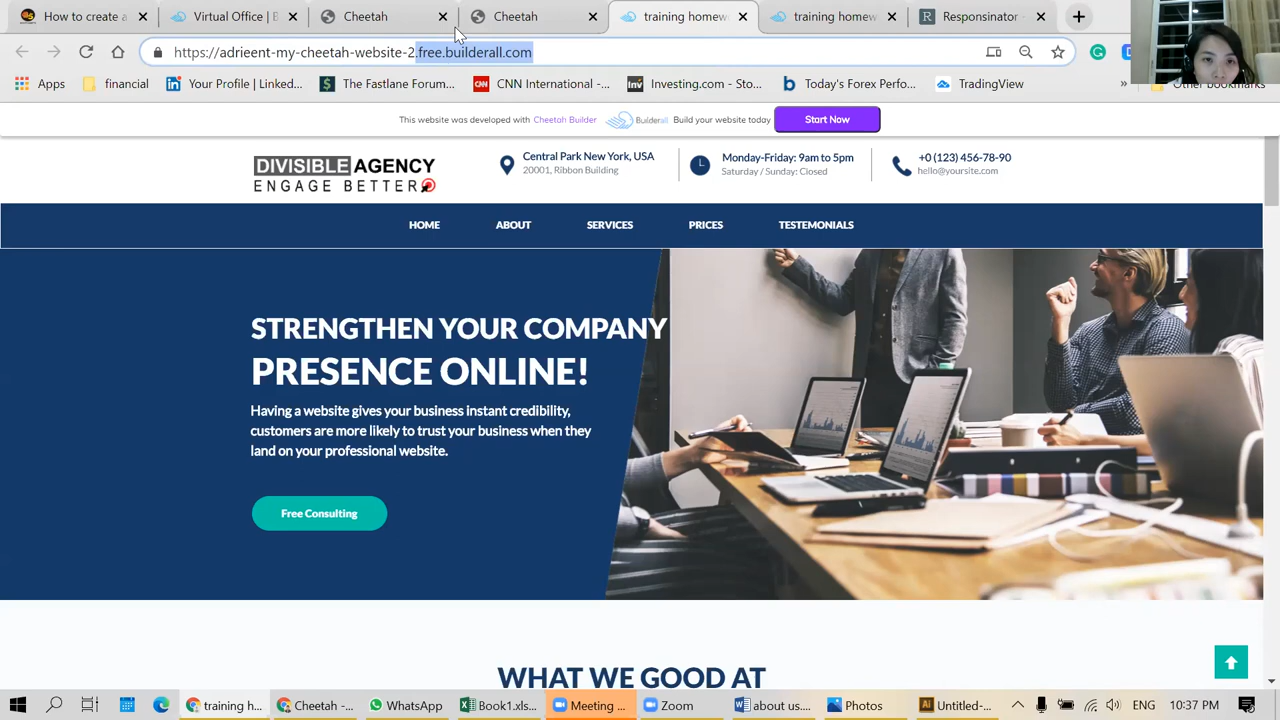 How to create a
Virtual Office | B
Cheetah
Cheetah
training homew
training homew
Responsinator -
https://adrieent-my-cheetah-website-2.free.builderall.com
Apps
financial
Your Profile | Linke...
The Fastlane Forum...
CNN International -...
Investing.com - Sto...
Today's Forex Perfo...
TradingView
»
Other bookmarks
This website was developed with Cheetah Builder
Builderall
Build your website today
Start Now
DIVISIBLE AGENCY
ENGAGE BETTER
Central Park New York, USA
20001, Ribbon Building
Monday-Friday: 9am to 5pm
Saturday / Sunday: Closed
+0 (123) 456-78-90
hello@yoursite.com
HOME
ABOUT
SERVICES
PRICES
TESTEMONIALS
STRENGTHEN YOUR COMPANY
PRESENCE ONLINE!
Having a website gives your business instant credibility,
customers are more likely to trust your business when they
land on your professional website.
Free Consulting
WHAT WE GOOD AT
training h...
Cheetah -...
WhatsApp
Book1.xs...
Meeting ...
Zoom
about us....
Photos
Untitled-...
ENG
10:37 PM